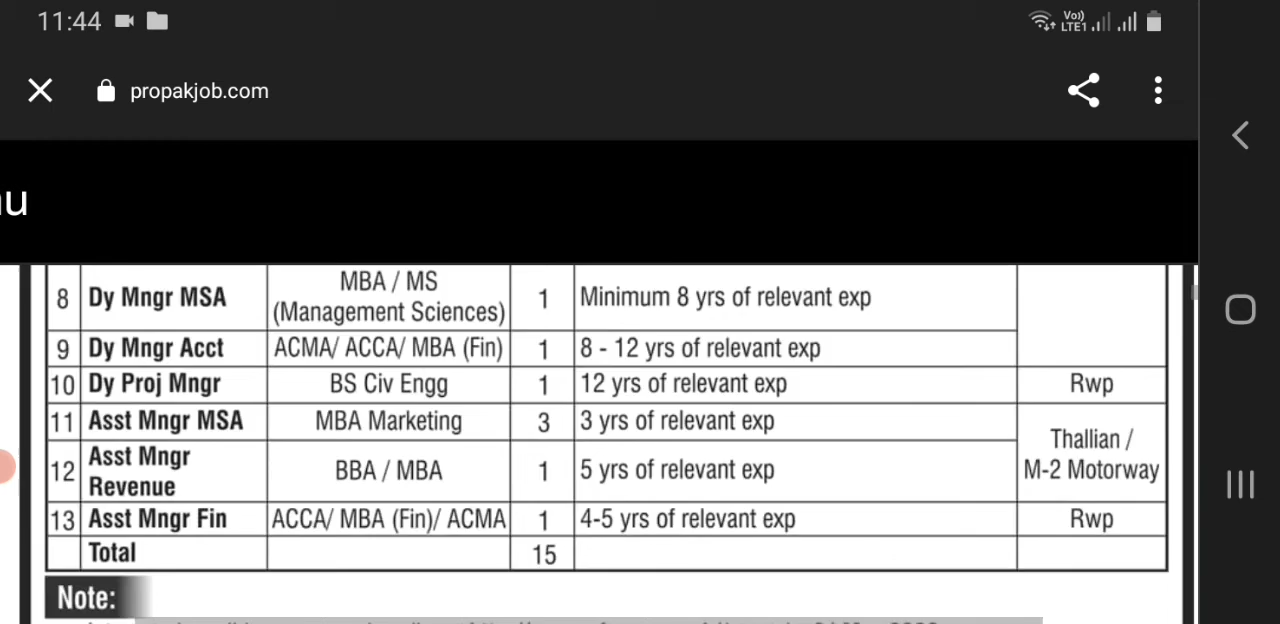 11:44
Vo)
LTE1
propakjob.com
8 Dy Mngr MSA MBA / MS (Management Sciences) 1 Minimum 8 yrs of relevant exp
9 Dy Mngr Acct ACMA/ ACCA/ MBA (Fin) 1 8 - 12 yrs of relevant exp
10 Dy Proj Mngr BS Civ Engg 1 12 yrs of relevant exp Rwp
11 Asst Mngr MSA MBA Marketing 3 3 yrs of relevant exp
Thallian / M-2 Motorway
12 Asst Mngr Revenue BBA / MBA 1 5 yrs of relevant exp
13 Asst Mngr Fin ACCA/ MBA (Fin)/ ACMA 1 4-5 yrs of relevant exp Rwp
Total 15
Note: